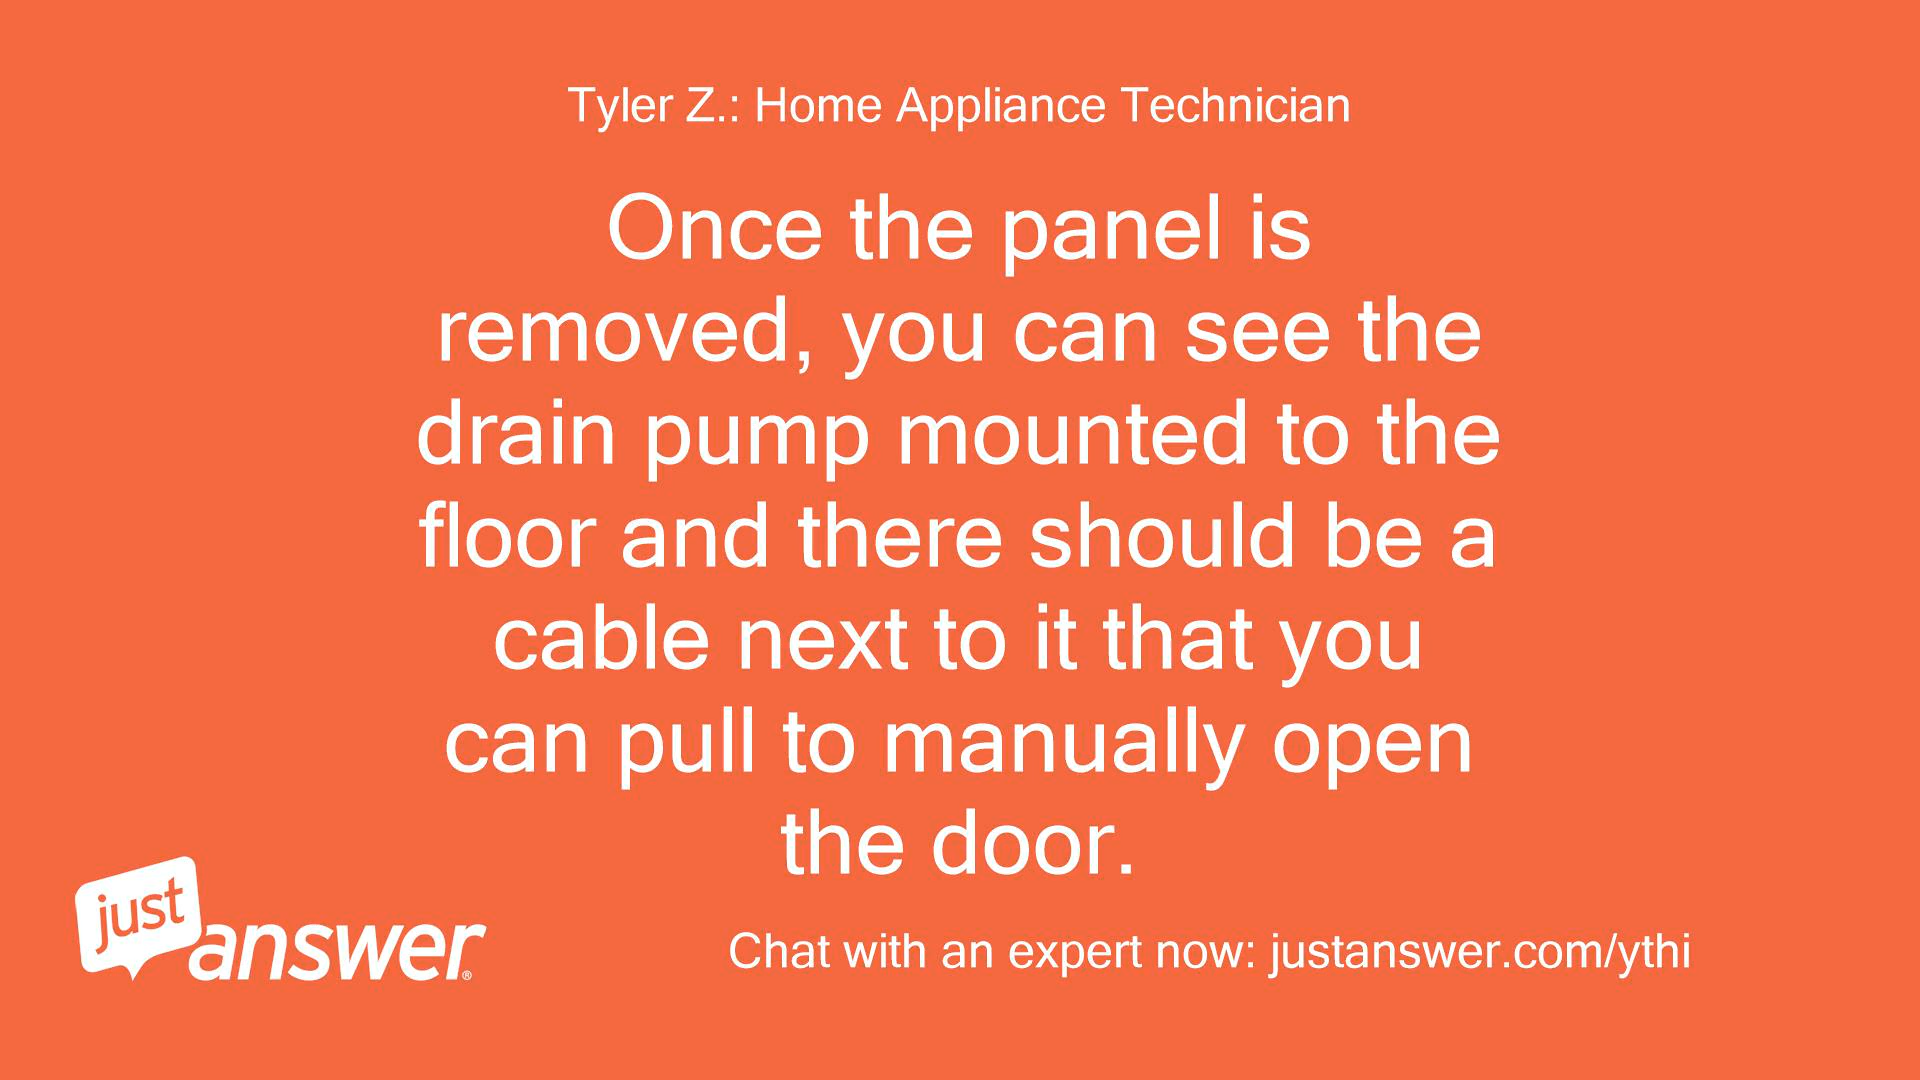 Tyler Z.: Home Appliance Technician
Once the panel is
removed, you can see the
drain pump mounted to the
floor and there should be a
cable next to it that you
can pull to manually open
the door.
just
answer®
Chat with an expert now: justanswer.com/ythi